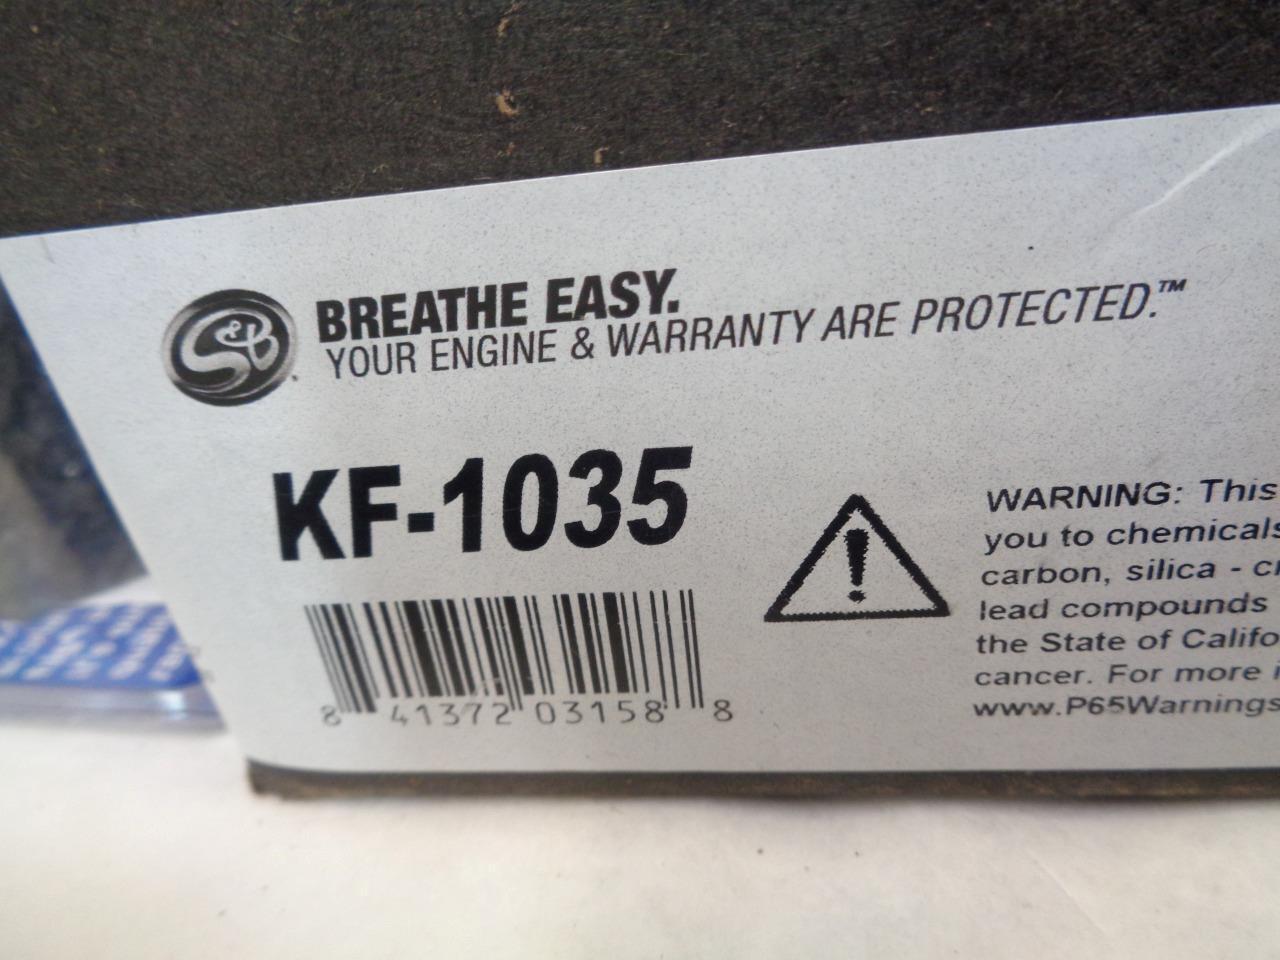 S&B
BREATHE EASY.
YOUR ENGINE & WARRANTY ARE PROTECTED.™
KF-1035
8 41372 03158 8
WARNING: This
you to chemicals
carbon, silica - c
lead compounds
the State of Califo
cancer. For more
www.P65Warnings